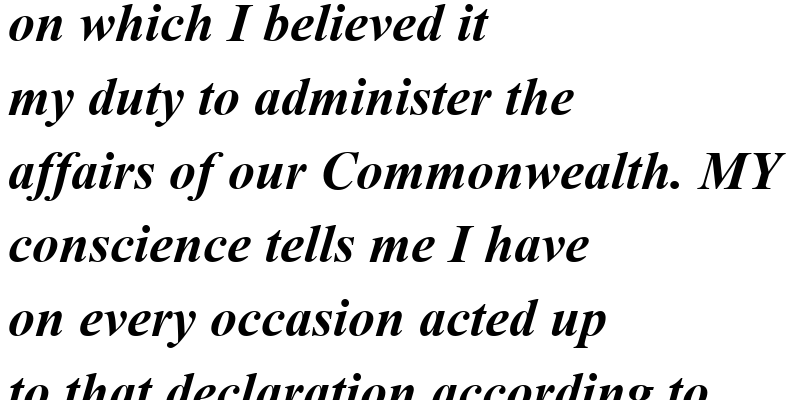 on which I believed it
my duty to administer the
affairs of our Commonwealth. MY
conscience tells me I have
on every occasion acted up
to that declaration according to